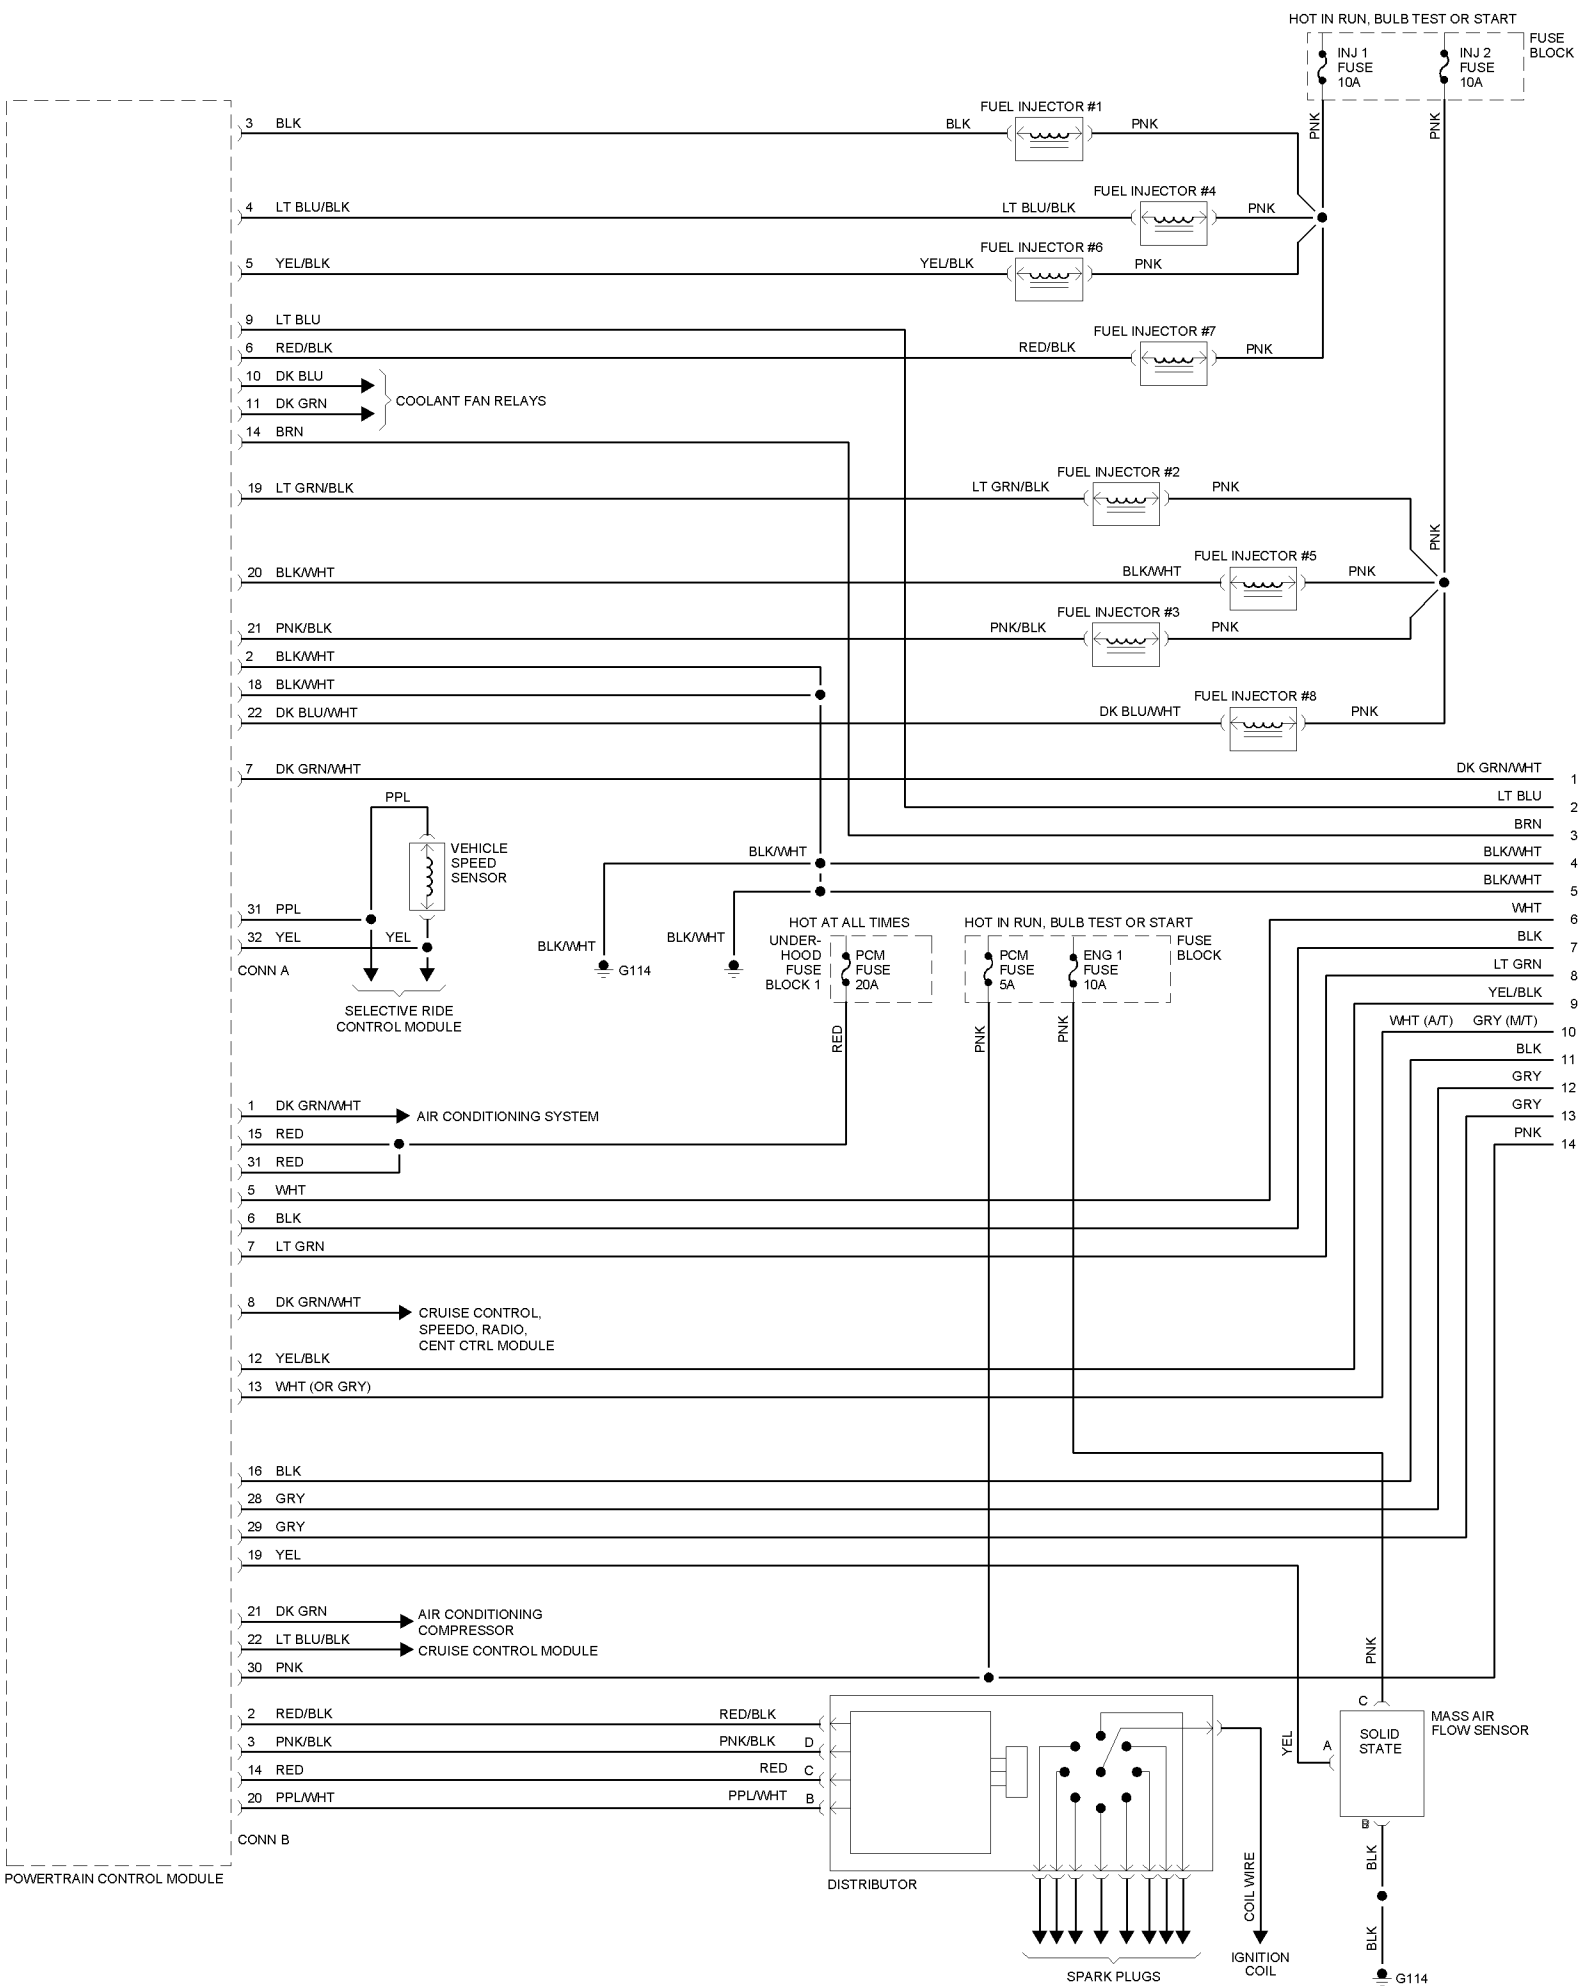 HOT IN RUN, BULB TEST OR START
FUSE
BLOCK
INJ 1
FUSE
10A
INJ 2
FUSE
10A
PNK
PNK
3 BLK
BLK
FUEL INJECTOR #1
PNK
4 LT BLU/BLK
LT BLU/BLK
FUEL INJECTOR #4
PNK
5 YEL/BLK
YEL/BLK
FUEL INJECTOR #6
PNK
9 LT BLU
6 RED/BLK
RED/BLK
FUEL INJECTOR #7
PNK
10 DK BLU
11 DK GRN
COOLANT FAN RELAYS
14 BRN
19 LT GRN/BLK
LT GRN/BLK
FUEL INJECTOR #2
PNK
PNK
20 BLK/WHT
BLK/WHT
FUEL INJECTOR #5
PNK
21 PNK/BLK
PNK/BLK
FUEL INJECTOR #3
PNK
2 BLK/WHT
18 BLK/WHT
22 DK BLU/WHT
DK BLU/WHT
FUEL INJECTOR #8
PNK
7 DK GRN/WHT
DK GRN/WHT 1
LT BLU 2
BRN 3
BLK/WHT
BLK/WHT 4
BLK/WHT 5
WHT 6
BLK 7
LT GRN 8
YEL/BLK 9
WHT (A/T) GRY (M/T) 10
BLK 11
GRY 12
GRY 13
PNK 14
PPL
VEHICLE
SPEED
SENSOR
31 PPL
32 YEL
YEL
CONN A
SELECTIVE RIDE
CONTROL MODULE
BLK/WHT
G114
BLK/WHT
HOT AT ALL TIMES
UNDER-
HOOD
FUSE
BLOCK 1
PCM
FUSE
20A
RED
HOT IN RUN, BULB TEST OR START
PCM
FUSE
5A
ENG 1
FUSE
10A
FUSE
BLOCK
PNK
PNK
1 DK GRN/WHT
AIR CONDITIONING SYSTEM
15 RED
31 RED
5 WHT
6 BLK
7 LT GRN
8 DK GRN/WHT
CRUISE CONTROL,
SPEEDO, RADIO,
CENT CTRL MODULE
12 YEL/BLK
13 WHT (OR GRY)
16 BLK
28 GRY
29 GRY
19 YEL
21 DK GRN
AIR CONDITIONING
COMPRESSOR
22 LT BLU/BLK
CRUISE CONTROL MODULE
30 PNK
2 RED/BLK
RED/BLK
3 PNK/BLK
PNK/BLK D
14 RED
RED C
20 PPL/WHT
PPL/WHT B
CONN B
POWERTRAIN CONTROL MODULE
DISTRIBUTOR
SPARK PLUGS
COIL WIRE
IGNITION
COIL
YEL
PNK
C
A
SOLID
STATE
MASS AIR
FLOW SENSOR
B
BLK
BLK
G114